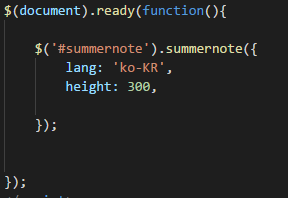 $(document).ready(function(){
$('#summernote').summernote({
lang: 'ko-KR',
height: 300,
});
});